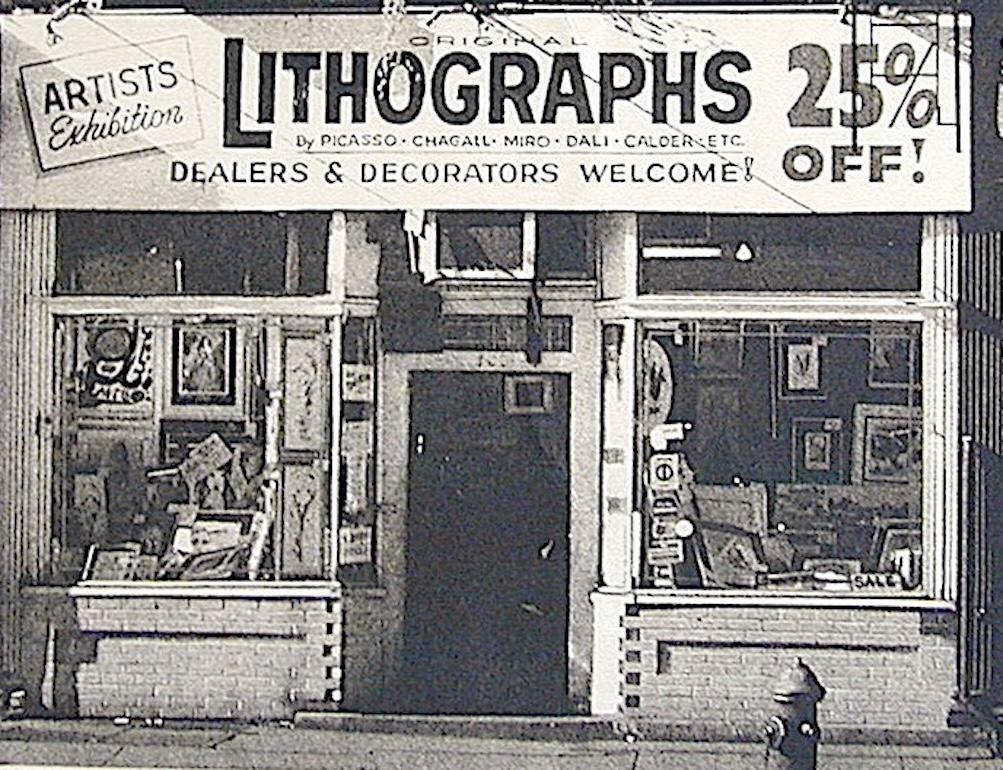 ARTISTS
Exhibition
ORIGINAL
LITHOGRAPHS
By PICASSO · CHAGALL · MIRO · DALI · CALDER · ETC.
DEALERS & DECORATORS WELCOME!
25%
OFF!
SALE